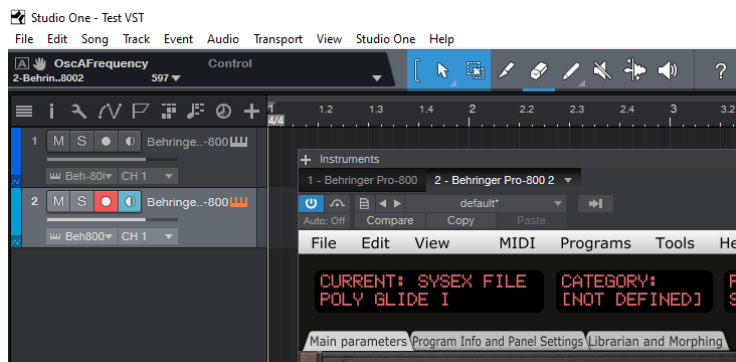 Studio One - Test VST
File Edit Song Track Event Audio Transport View Studio One Help
A OscAFrequency Control
2-Behrin..8002 597
?
i
1 1.2 1.3 1.4 2 2.2 2.3 2.4 3 3.2
4/4
1 M S Behringe..-800
Beh-80 CH 1
2 M S Behringe..-800
Beh800 CH 1
+ Instruments
1 - Behringer Pro-800 2 - Behringer Pro-800 2
default*
Auto: Off Compare Copy Paste
File Edit View MIDI Programs Tools He
CURRENT: SYSEX FILE CATEGORY:
POLY GLIDE I [NOT DEFINED]
Main parameters Program Info and Panel Settings Librarian and Morphing